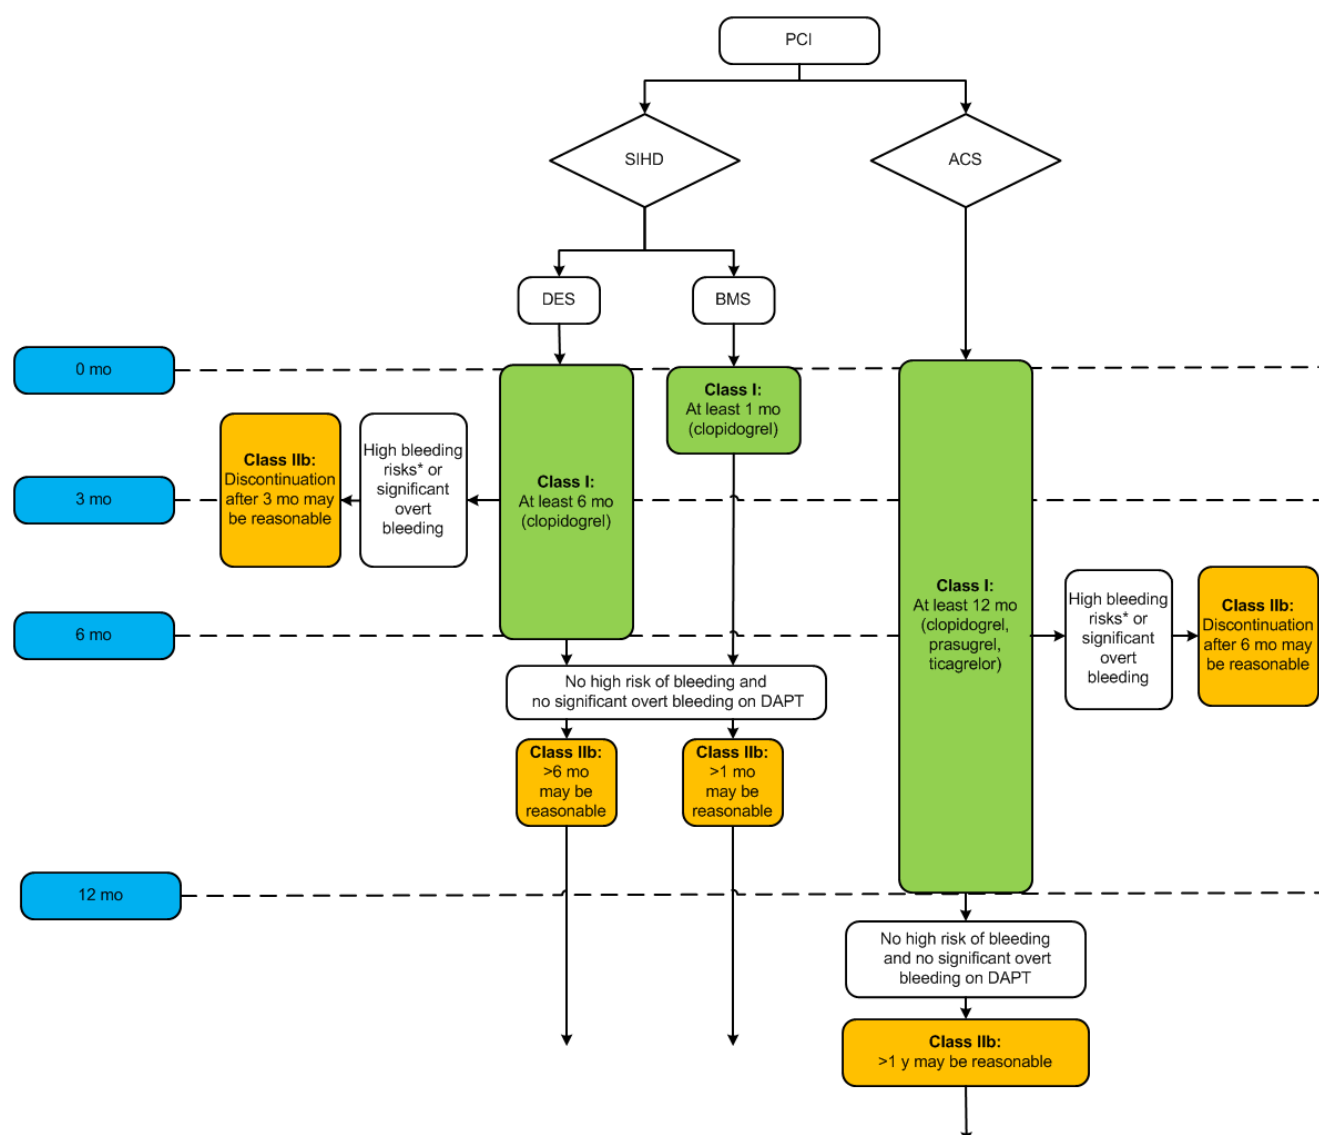 PCI
SIHD
ACS
DES
BMS
0 mo
Class I:
At least 1 mo
(clopidogrel)
Class IIb:
Discontinuation
after 3 mo may
be reasonable
High bleeding
risks* or
significant
overt
bleeding
Class I:
At least 6 mo
(clopidogrel)
3 mo
Class I:
At least 12 mo
(clopidogrel,
prasugrel,
ticagrelor)
High bleeding
risks* or
significant
overt
bleeding
Class IIb:
Discontinuation
after 6 mo may
be reasonable
6 mo
No high risk of bleeding and
no significant overt bleeding on DAPT
Class IIb:
>6 mo
may be
reasonable
Class IIb:
>1 mo
may be
reasonable
12 mo
No high risk of bleeding
and no significant overt
bleeding on DAPT
Class IIb:
>1 y may be reasonable